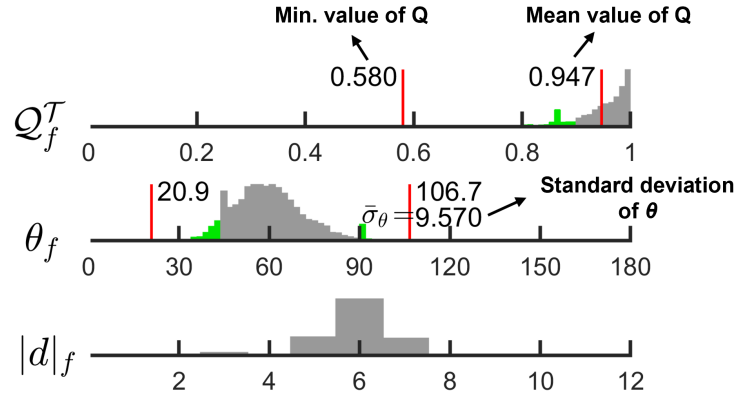 Min. value of Q Mean value of Q
0.580 0.947
𝒬_f^𝒯
0 0.2 0.4 0.6 0.8 1
20.9 106.7 Standard deviation
σ̄_θ=9.570 of θ
θ_f
0 30 60 90 120 150 180
|d|_f
2 4 6 8 10 12